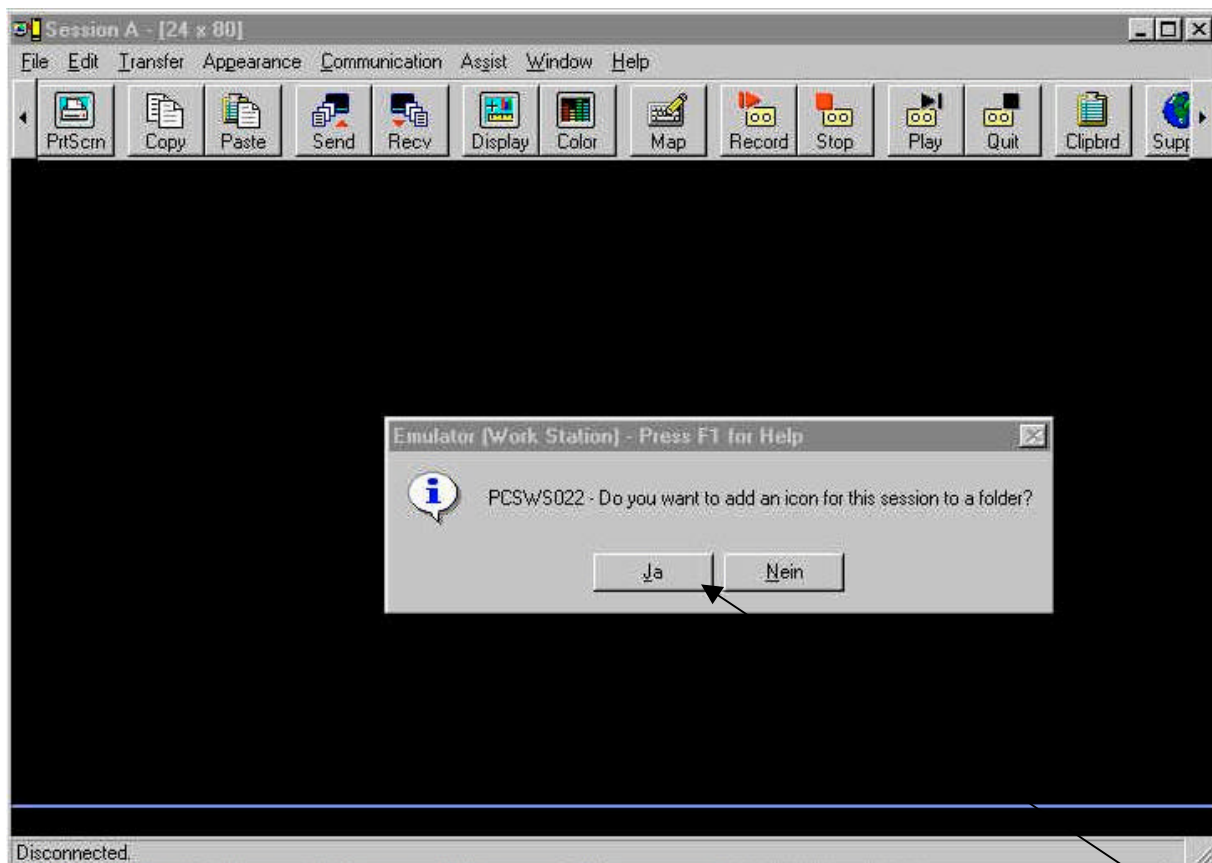 Session A - [24 x 80]
File Edit Transfer Appearance Communication Assist Window Help
PrtScrn Copy Paste Send Recv Display Color Map Record Stop Play Quit Clipbrd Supp
Emulator (Work Station) - Press F1 for Help
PCSWS022 - Do you want to add an icon for this session to a folder?
Ja Nein
Disconnected.